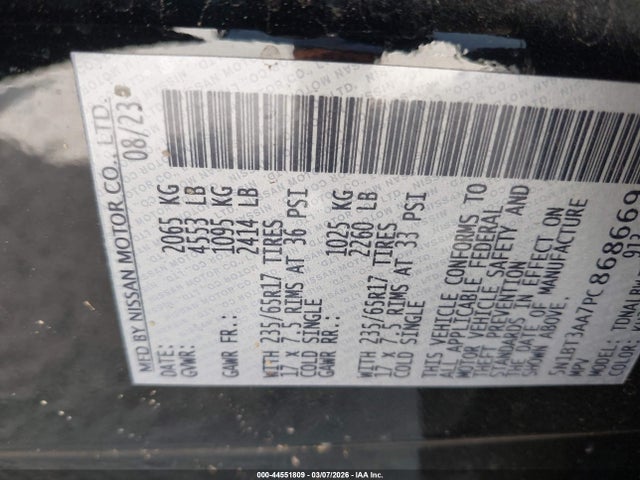 MFD BY NISSAN MOTOR CO., LTD.
DATE: 08/23
GVWR: 2065 KG
4553 LB
GAWR FR.: 1095 KG
2414 LB
WITH 235/65R17 TIRES
17 X 7.5 RIMS AT 36 PSI
COLD SINGLE
GAWR RR.: 1025 KG
2260 LB
WITH 235/65R17 TIRES
17 X 7.5 RIMS AT 33 PSI
COLD SINGLE
THIS VEHICLE CONFORMS TO
ALL APPLICABLE FEDERAL
MOTOR VEHICLE SAFETY AND
THEFT PREVENTION
STANDARDS IN EFFECT ON
THE DATE OF MANUFACTURE
SHOWN ABOVE.
5N1BT3AA7PC868669
MPV
MODEL:
COLOR:
000-44551809 - 03/07/2026 - IAA Inc.